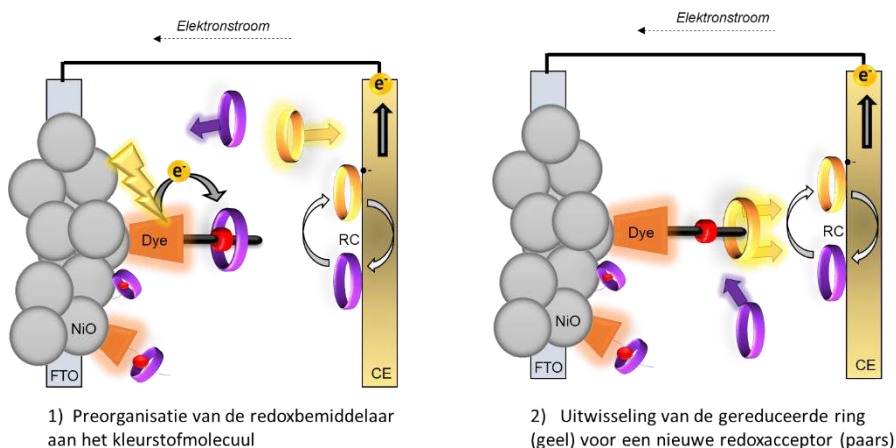 Elektronstroom
e-
e-
Dye
RC
NiO
FTO
CE
1) Preorganisatie van de redoxbemiddelaar
aan het kleurstofmolecuul
Elektronstroom
e-
Dye
RC
NiO
FTO
CE
2) Uitwisseling van de gereduceerde ring
(geel) voor een nieuwe redoxacceptor (paars)